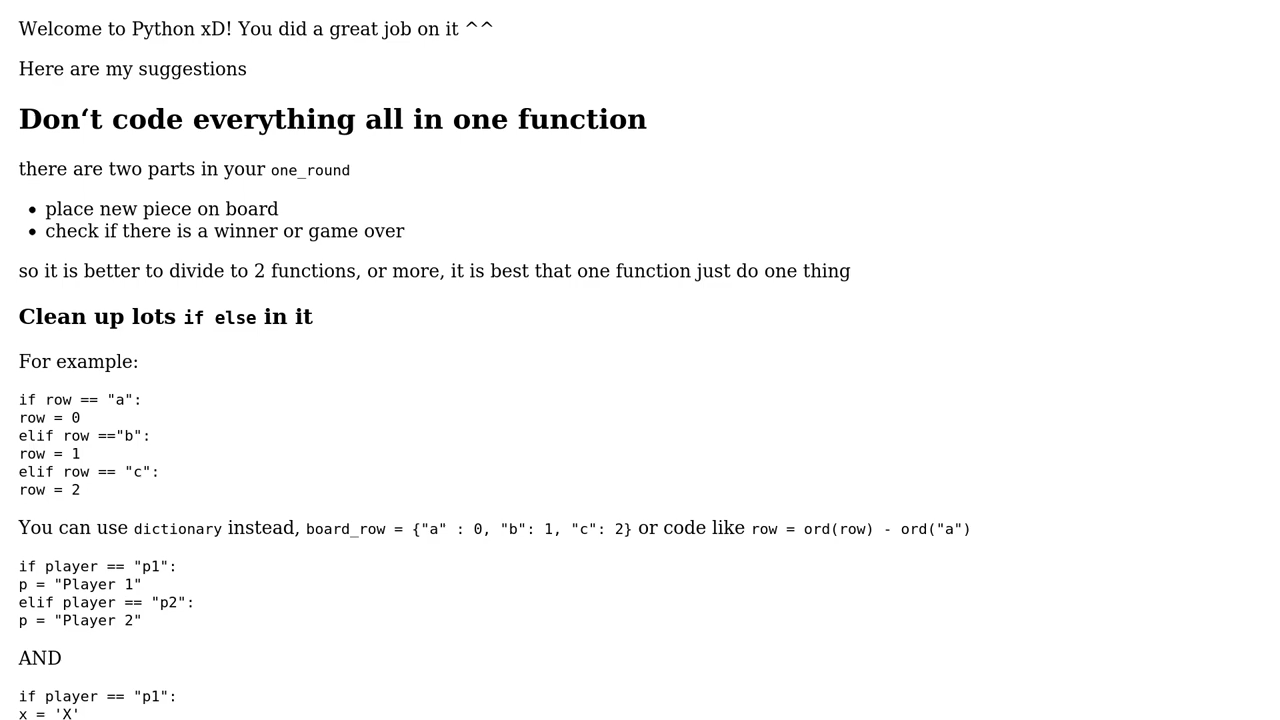 Welcome to Python xD! You did a great job on it ^^
Here are my suggestions
Don‘t code everything all in one function
there are two parts in your one_round
• place new piece on board
• check if there is a winner or game over
so it is better to divide to 2 functions, or more, it is best that one function just do one thing
Clean up lots if else in it
For example:
if row == "a":
row = 0
elif row =="b":
row = 1
elif row == "c":
row = 2
You can use dictionary instead, board_row = {"a" : 0, "b": 1, "c": 2} or code like row = ord(row) - ord("a")
if player == "p1":
p = "Player 1"
elif player == "p2":
p = "Player 2"
AND
if player == "p1":
x = 'X'